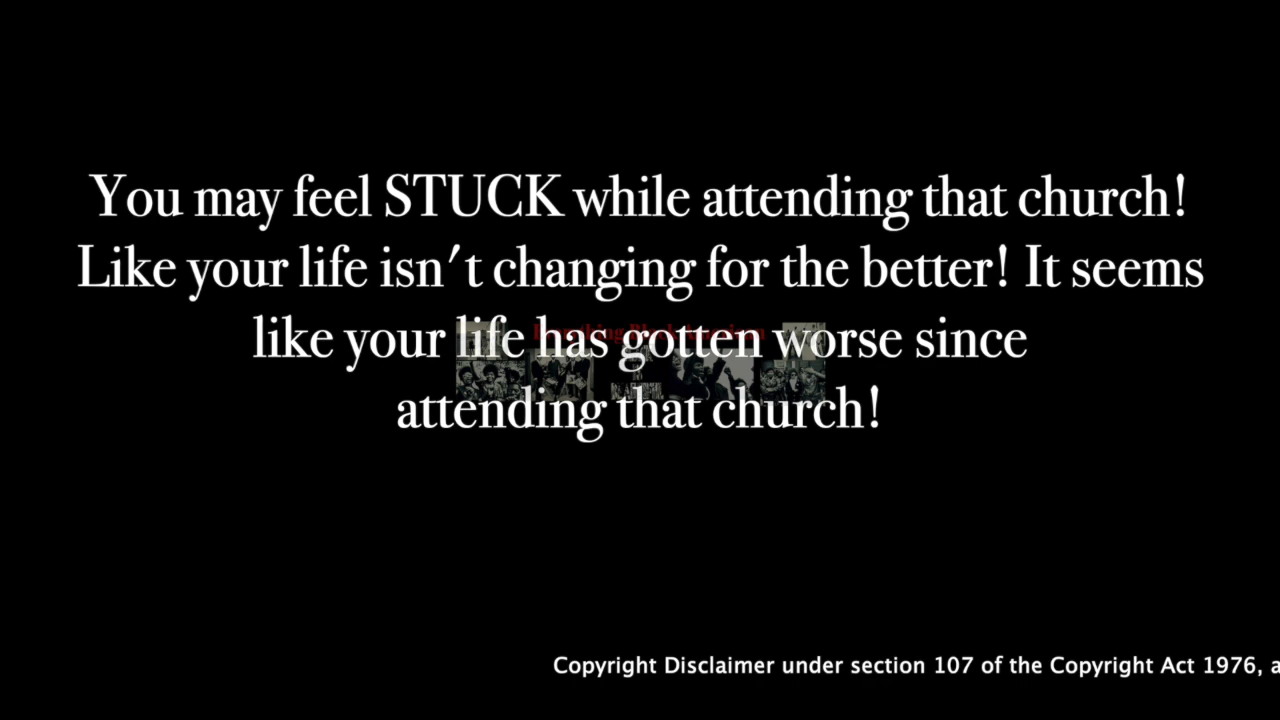 You may feel STUCK while attending that church!
Like your life isn't changing for the better! It seems
like your life has gotten worse since
attending that church!
Copyright Disclaimer under section 107 of the Copyright Act 1976, a